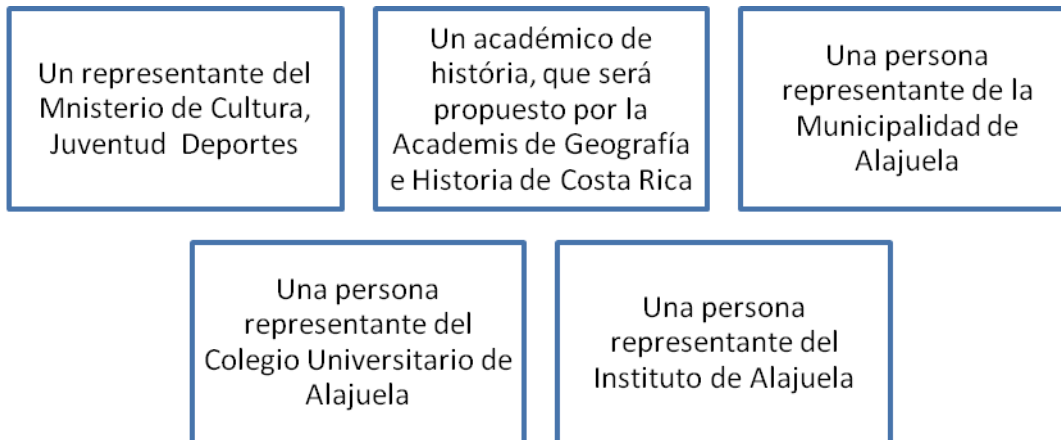 Un representante del
Mnisterio de Cultura,
Juventud  Deportes
Un académico de
história, que será
propuesto por la
Academis de Geografía
e Historia de Costa Rica
Una persona
representante de la
Municipalidad de
Alajuela
Una persona
representante del
Colegio Universitario de
Alajuela
Una persona
representante del
Instituto de Alajuela